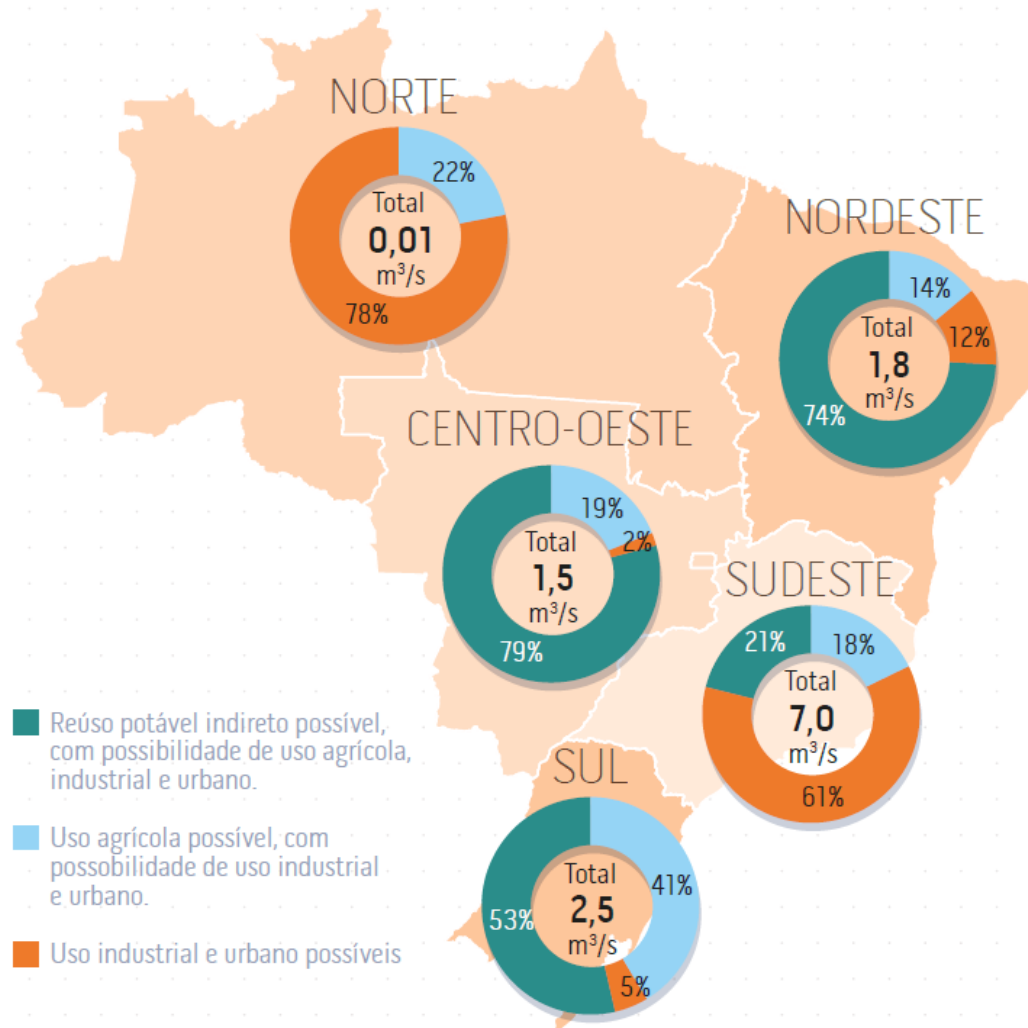 NORTE
22%
Total
0,01
m³/s
78%
NORDESTE
14%
12%
Total
1,8
m³/s
74%
CENTRO-OESTE
19%
2%
Total
1,5
m³/s
79%
SUDESTE
21%
18%
Total
7,0
m³/s
61%
SUL
41%
Total
2,5
m³/s
53%
5%
Reúso potável indireto possível,
com possibilidade de uso agrícola,
industrial e urbano.
Uso agrícola possível, com
possobilidade de uso industrial
e urbano.
Uso industrial e urbano possíveis